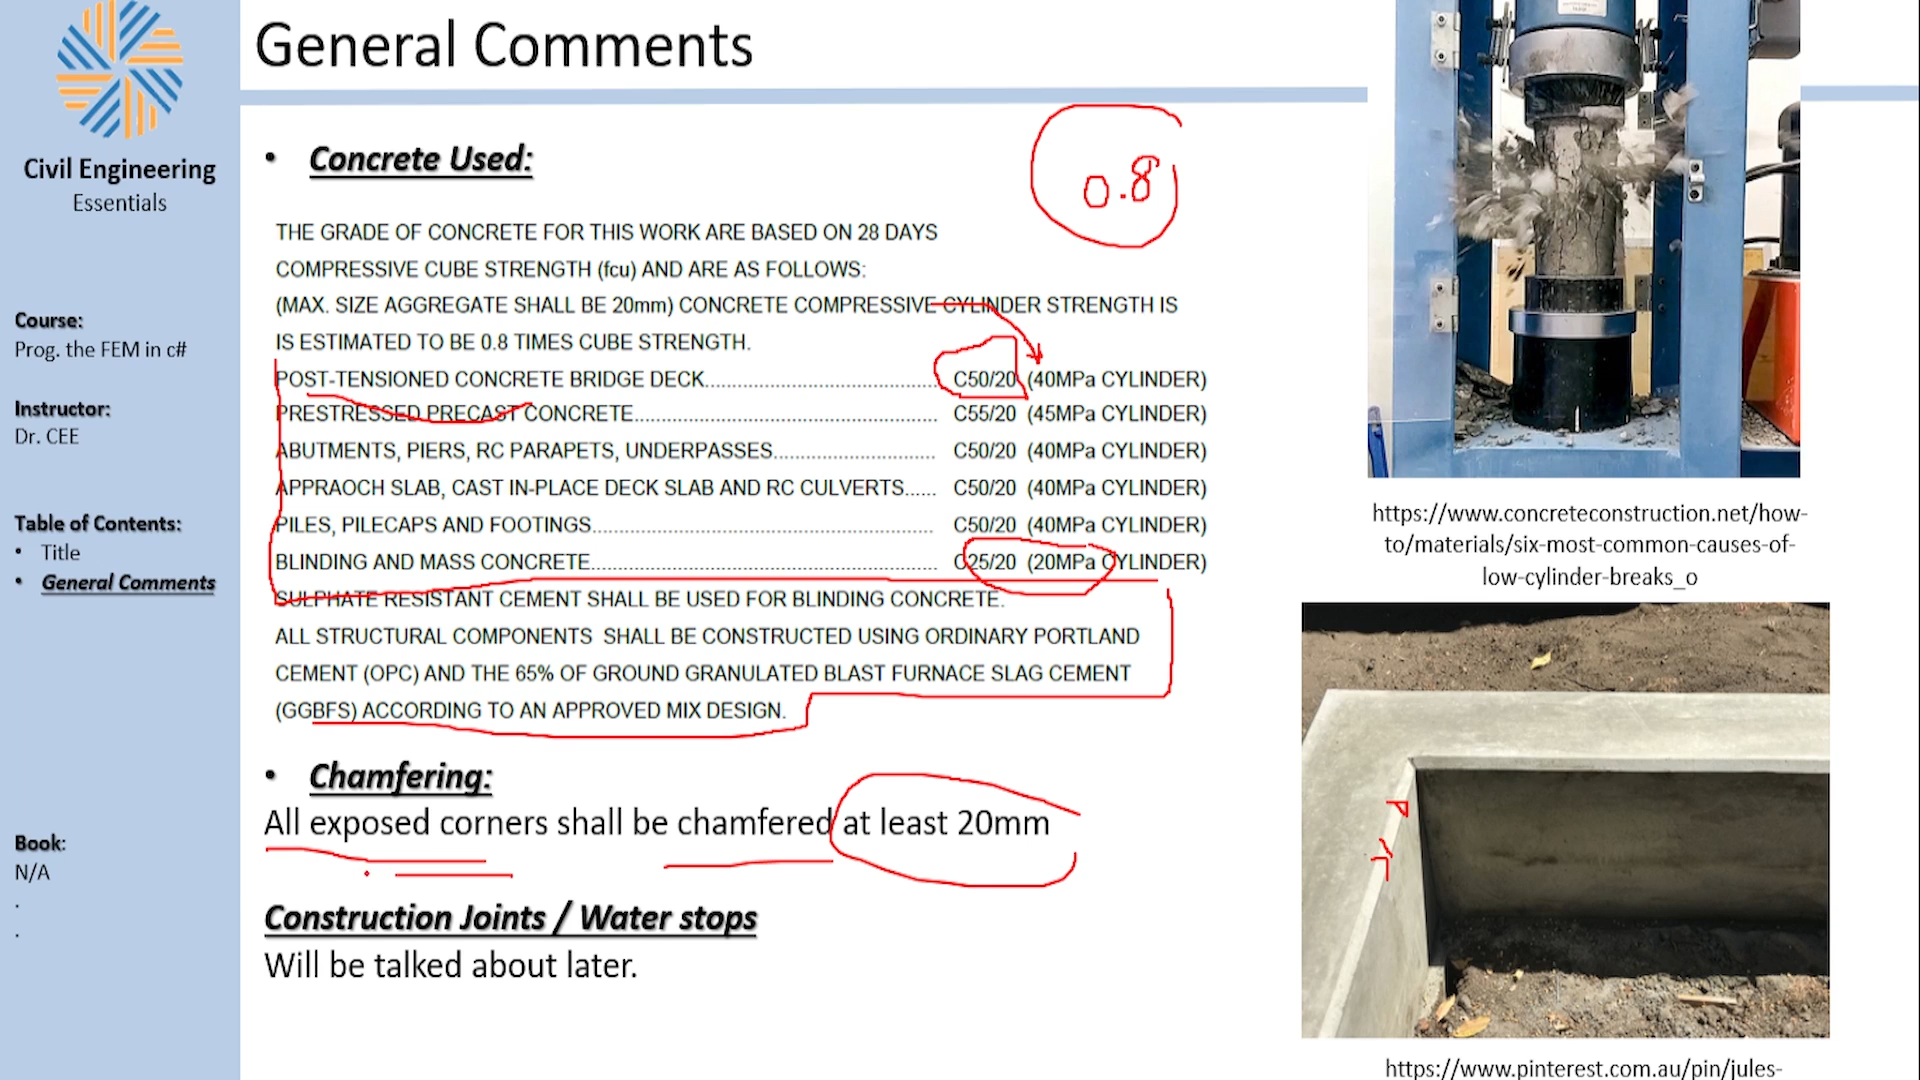 General Comments
Civil Engineering
Essentials
Course:
Prog. the FEM in c#
Instructor:
Dr. CEE
Table of Contents:
• Title
• General Comments
Book:
N/A
.
.
• Concrete Used:
0.8
THE GRADE OF CONCRETE FOR THIS WORK ARE BASED ON 28 DAYS
COMPRESSIVE CUBE STRENGTH (fcu) AND ARE AS FOLLOWS:
(MAX. SIZE AGGREGATE SHALL BE 20mm) CONCRETE COMPRESSIVE CYLINDER STRENGTH IS
IS ESTIMATED TO BE 0.8 TIMES CUBE STRENGTH.
POST-TENSIONED CONCRETE BRIDGE DECK....................................... C50/20 (40MPa CYLINDER)
PRESTRESSED PRECAST CONCRETE.................................................... C55/20 (45MPa CYLINDER)
ABUTMENTS, PIERS, RC PARAPETS, UNDERPASSES........................... C50/20 (40MPa CYLINDER)
APPRAOCH SLAB, CAST IN-PLACE DECK SLAB AND RC CULVERTS...... C50/20 (40MPa CYLINDER)
PILES, PILECAPS AND FOOTINGS.......................................................... C50/20 (40MPa CYLINDER)
BLINDING AND MASS CONCRETE........................................................... C25/20 (20MPa CYLINDER)
SULPHATE RESISTANT CEMENT SHALL BE USED FOR BLINDING CONCRETE.
ALL STRUCTURAL COMPONENTS SHALL BE CONSTRUCTED USING ORDINARY PORTLAND
CEMENT (OPC) AND THE 65% OF GROUND GRANULATED BLAST FURNACE SLAG CEMENT
(GGBFS) ACCORDING TO AN APPROVED MIX DESIGN.
• Chamfering:
All exposed corners shall be chamfered at least 20mm
Construction Joints / Water stops
Will be talked about later.
https://www.concreteconstruction.net/how-
to/materials/six-most-common-causes-of-
low-cylinder-breaks_o
https://www.pinterest.com.au/pin/jules-